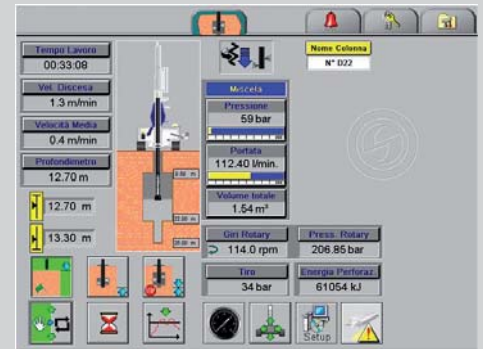 Tempo Lavoro
00:33:08
Vel. Discesa
1.3 m/min
Velocità Media
0.4 m/min
Profondimetro
12.70 m
12.70 m
13.30 m
Nome Colonna
N° D22
Miscela
Pressione
59 bar
Portata
112.40 l/min.
Volume totale
1.54 m³
Giri Rotary
114.0 rpm
Press. Rotary
206.85 bar
Tiro
34 bar
Energia Perforaz.
61054 kJ
Setup